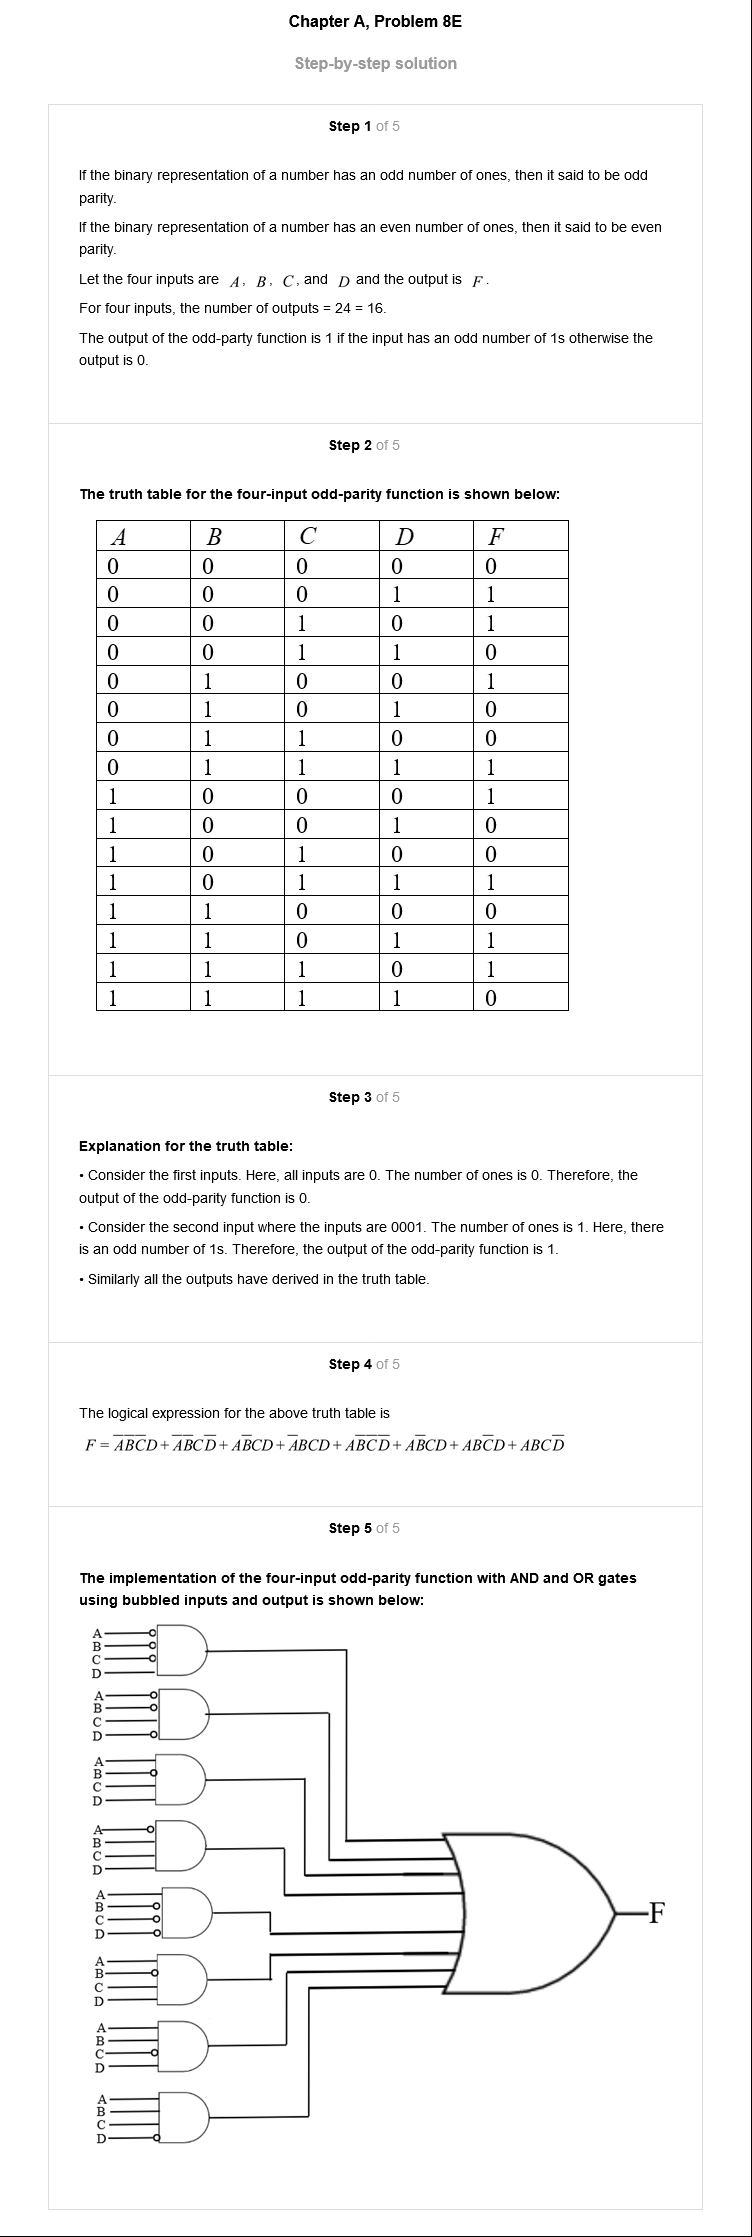 Chapter A, Problem 8E
Step-by-step solution
Step 1 of 5
If the binary representation of a number has an odd number of ones, then it said to be odd
parity.
If the binary representation of a number has an even number of ones, then it said to be even
parity.
Let the four inputs are A, B, C, and D and the output is F.
For four inputs, the number of outputs = 24 = 16.
The output of the odd-party function is 1 if the input has an odd number of 1s otherwise the
output is 0.
Step 2 of 5
The truth table for the four-input odd-parity function is shown below:
A B C D F
0 0 0 0 0
0 0 0 1 1
0 0 1 0 1
0 0 1 1 0
0 1 0 0 1
0 1 0 1 0
0 1 1 0 0
0 1 1 1 1
1 0 0 0 1
1 0 0 1 0
1 0 1 0 0
1 0 1 1 1
1 1 0 0 0
1 1 0 1 1
1 1 1 0 1
1 1 1 1 0
Step 3 of 5
Explanation for the truth table:
• Consider the first inputs. Here, all inputs are 0. The number of ones is 0. Therefore, the
output of the odd-parity function is 0.
• Consider the second input where the inputs are 0001. The number of ones is 1. Here, there
is an odd number of 1s. Therefore, the output of the odd-parity function is 1.
• Similarly all the outputs have derived in the truth table.
Step 4 of 5
The logical expression for the above truth table is
F = A̅B̅C̅D + A̅B̅CD̅ + AB̅CD + A̅BCD + AB̅C̅D̅ + AB̅CD + ABC̅D + ABCD̅
Step 5 of 5
The implementation of the four-input odd-parity function with AND and OR gates
using bubbled inputs and output is shown below:
A
B
C
D
A
B
C
D
A
B
C
D
A
B
C
D
F
A
B
C
D
A
B
C
D
A
B
C
D
A
B
C
D